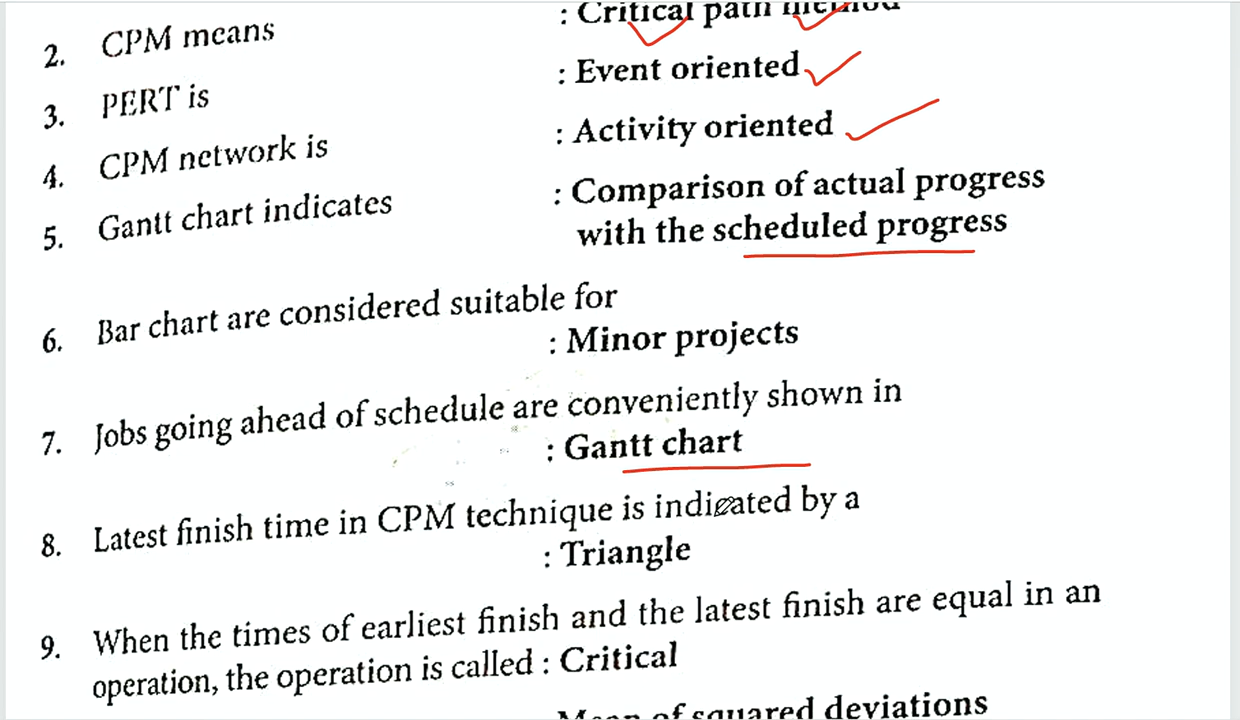 2. CPM means : Critical path method
3. PERT is : Event oriented
4. CPM network is : Activity oriented
5. Gantt chart indicates : Comparison of actual progress
with the scheduled progress
6. Bar chart are considered suitable for
: Minor projects
7. Jobs going ahead of schedule are conveniently shown in
: Gantt chart
8. Latest finish time in CPM technique is indicated by a
: Triangle
9. When the times of earliest finish and the latest finish are equal in an
operation, the operation is called : Critical
Mean of squared deviations